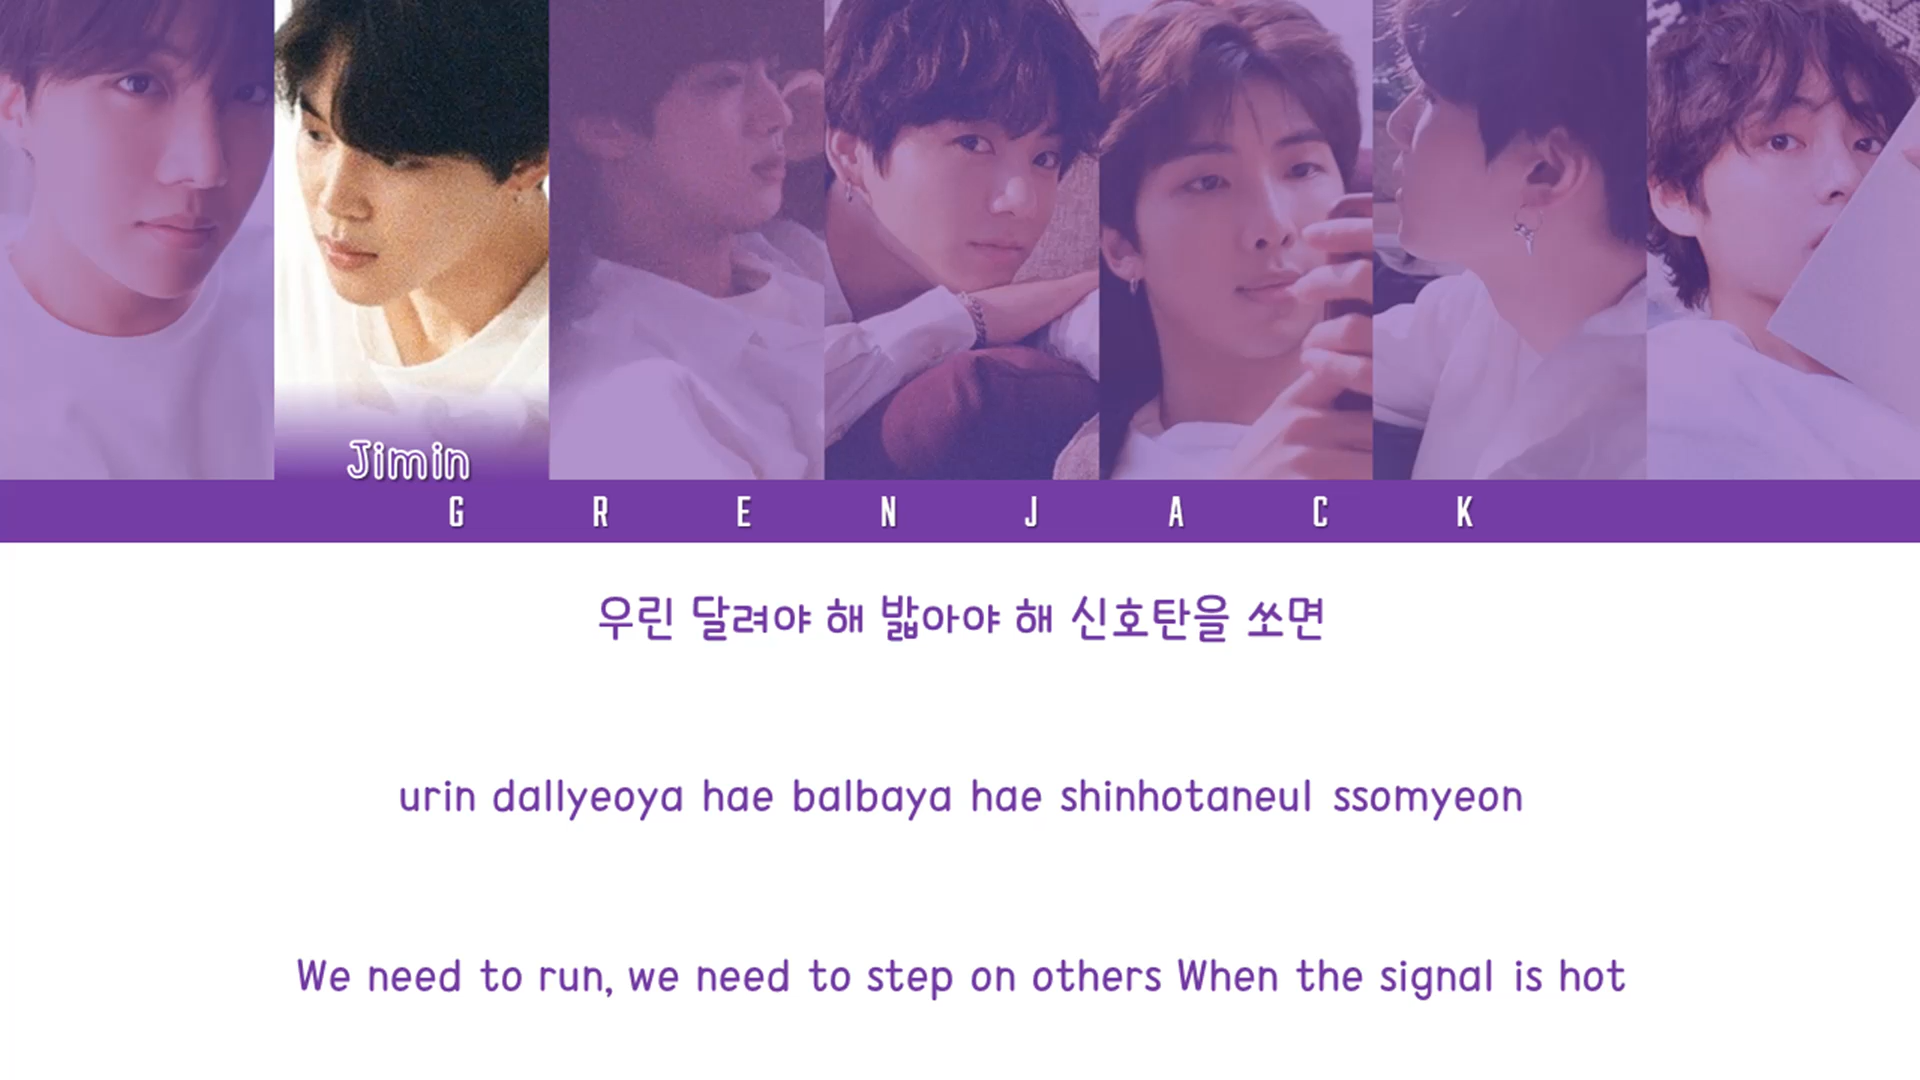 Jimin
GRENJACK
우린 달려야 해 밟아야 해 신호탄을 쏘면
urin dallyeoya hae balbaya hae shinhotaneul ssomyeon
We need to run, we need to step on others When the signal is hot